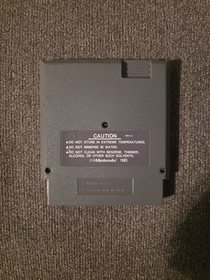 CAUTION
●DO NOT STORE IN EXTREME TEMPERATURES.
●DO NOT IMMERSE IN WATER.
●DO NOT CLEAN WITH BENZENE, THINNER,
ALCOHOL OR OTHER SUCH SOLVENTS.
©Nintendo® 1985